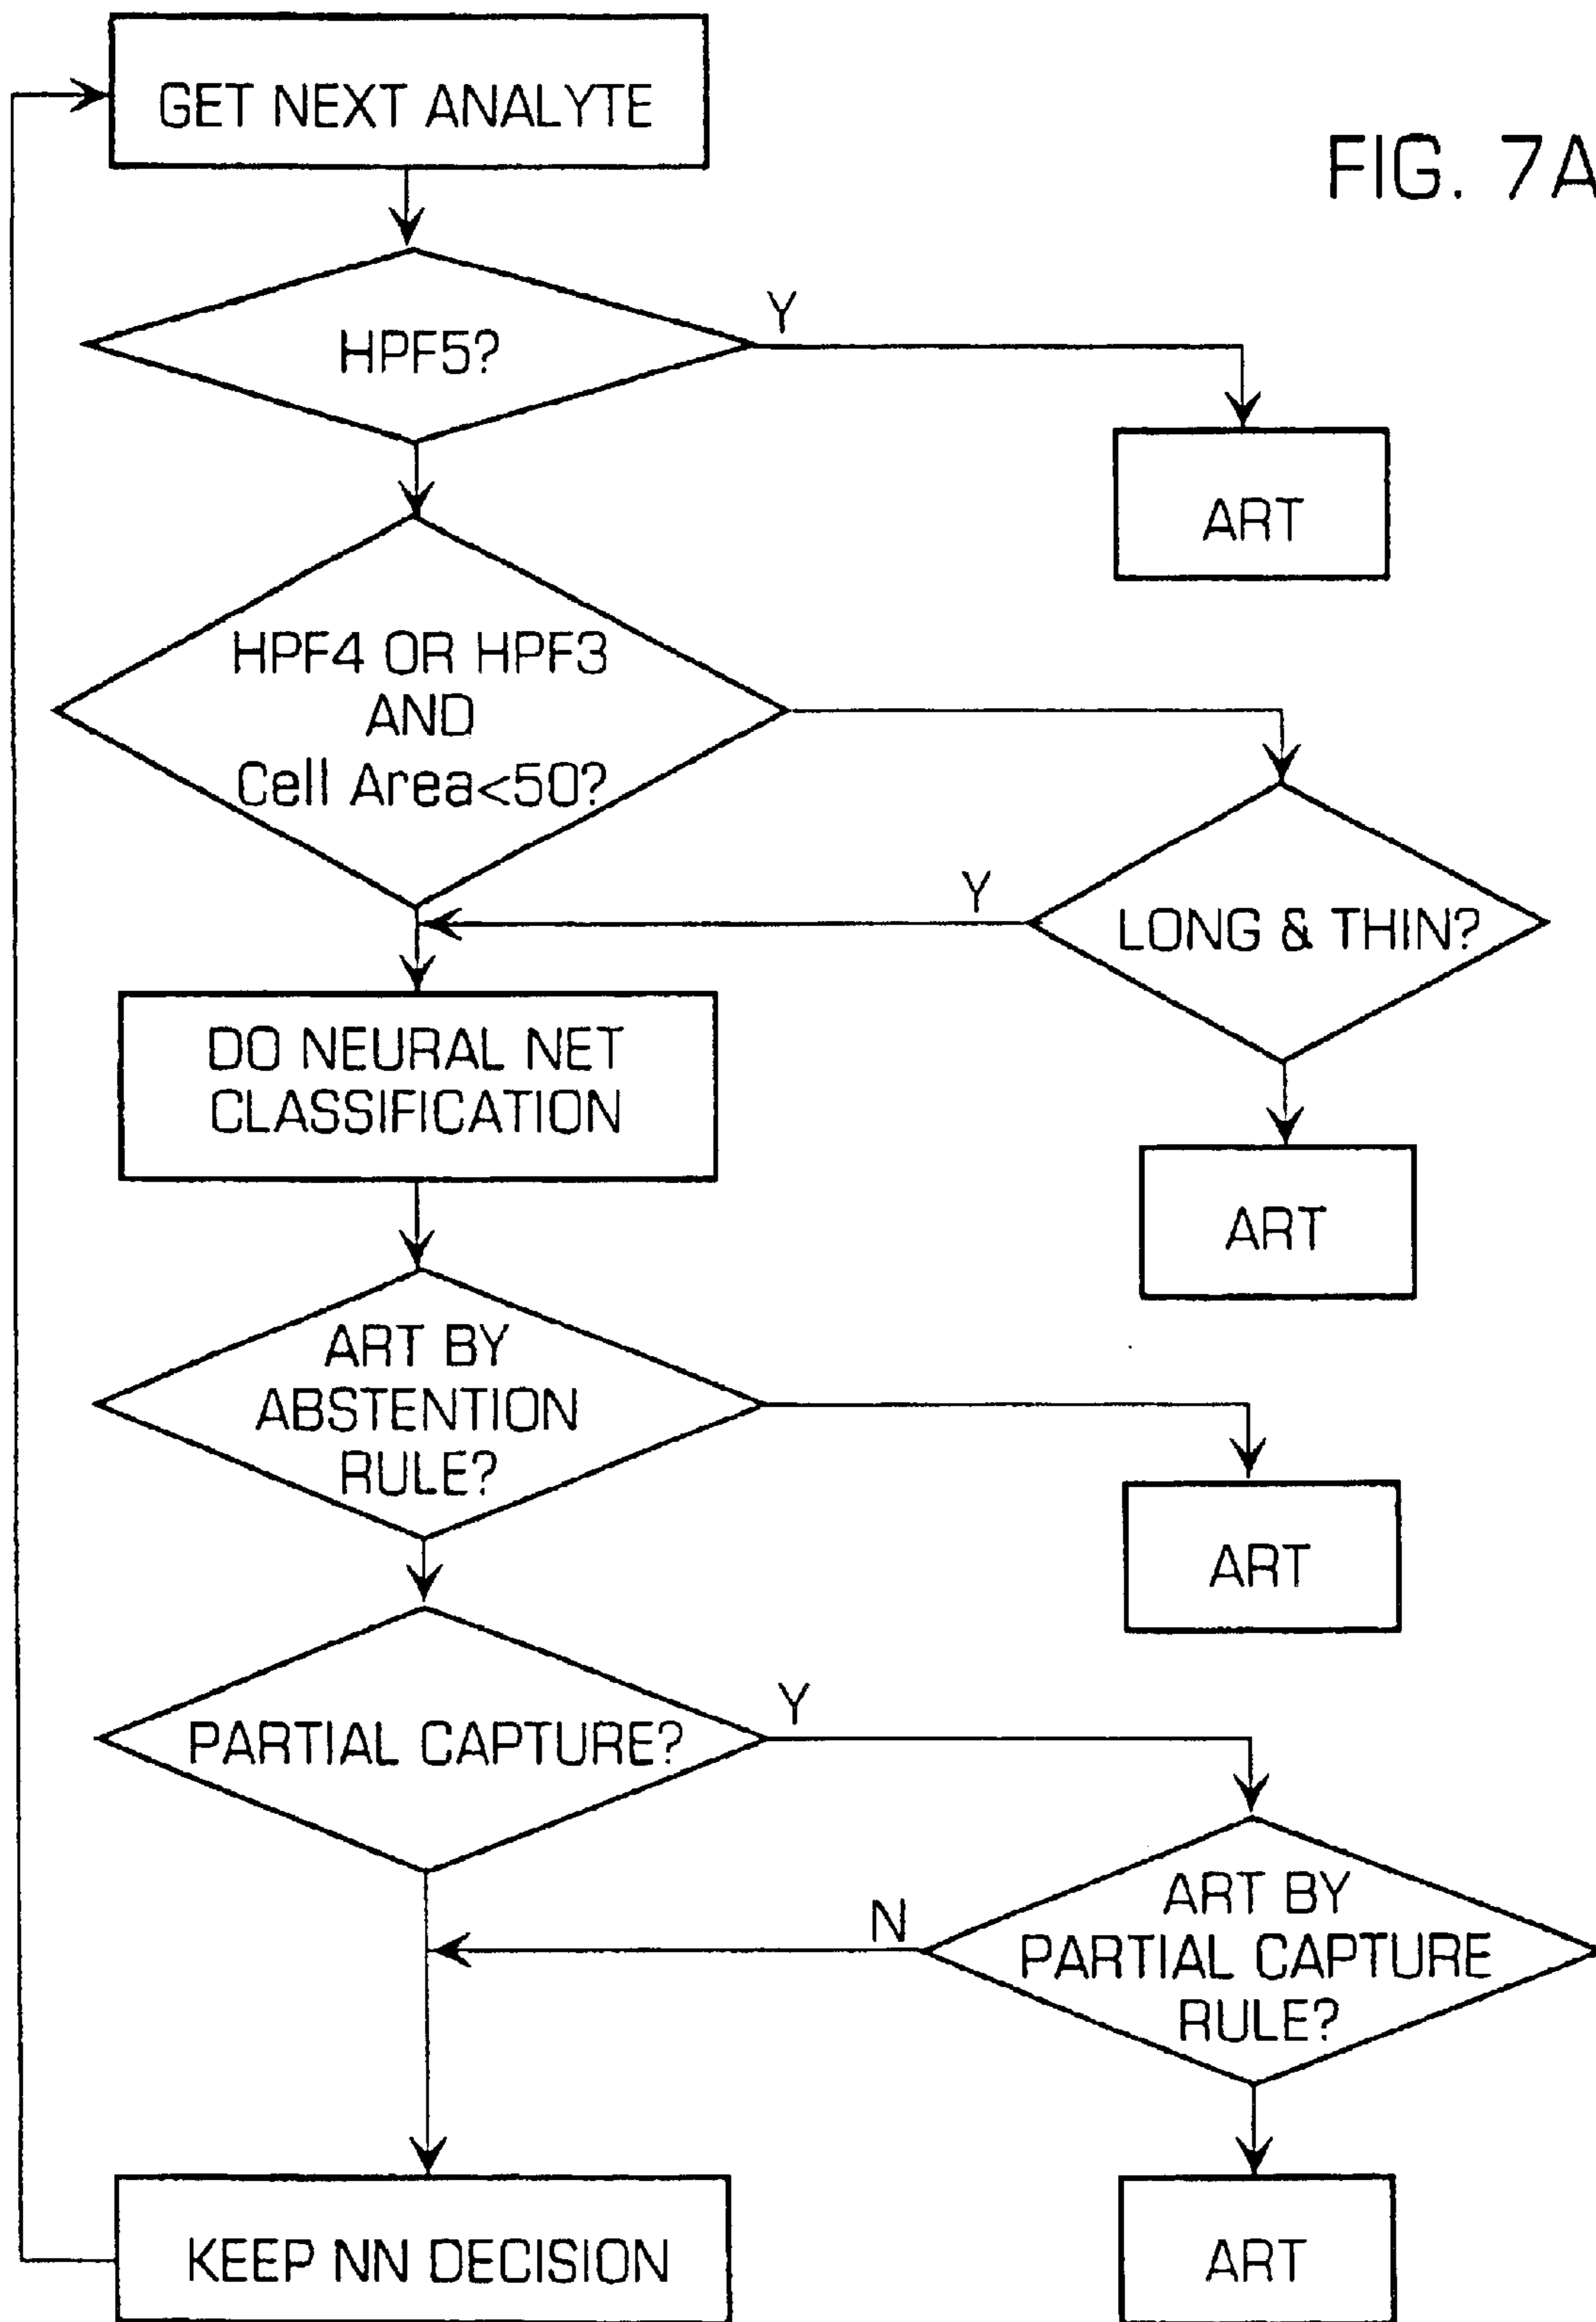 GET NEXT ANALYTE
FIG. 7A
HPF5?
Y
ART
HPF4 OR HPF3
AND
Cell Area<50?
Y
LONG & THIN?
DO NEURAL NET
CLASSIFICATION
ART
ART BY
ABSTENTION
RULE?
ART
PARTIAL CAPTURE?
Y
N
ART BY
PARTIAL CAPTURE
RULE?
KEEP NN DECISION
ART